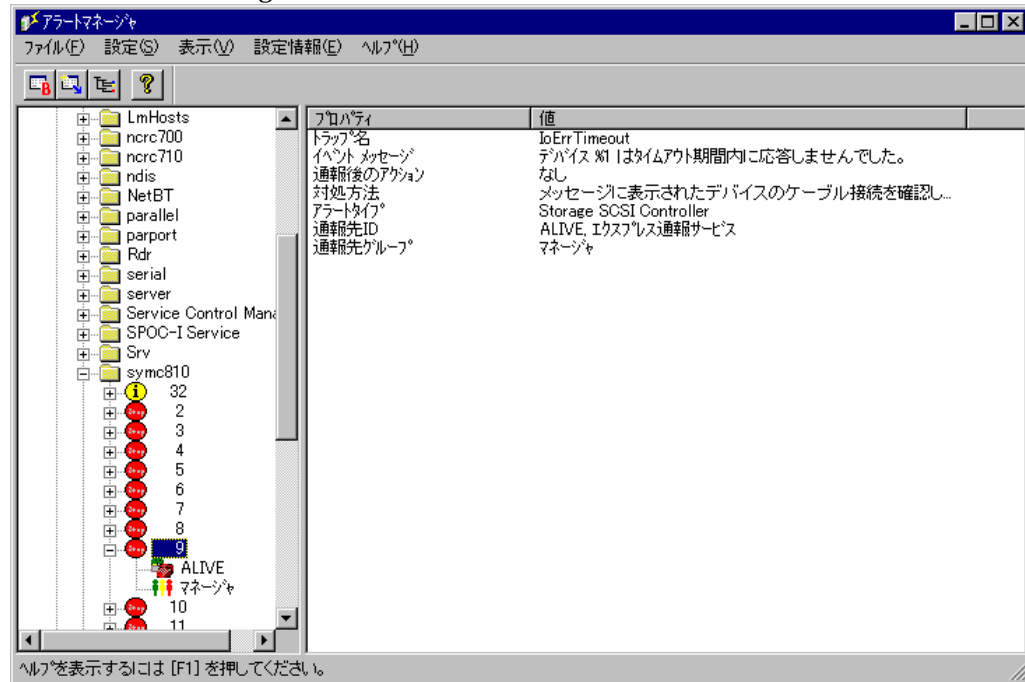 アラートマネージャ
ファイル(F) 設定(S) 表示(V) 設定情報(E) ヘルプ(H)
LmHosts
ncrc700
ncrc710
ndis
NetBT
parallel
parport
Rdr
serial
server
Service Control Mana
SPOC-I Service
Srv
symc810
32
2
3
4
5
6
7
8
9
ALIVE
マネージャ
10
11
プロパティ 値
トラップ名 IoErrTimeout
イベント メッセージ デバイス %1 はタイムアウト期間内に応答しませんでした。
通報後のアクション なし
対処方法 メッセージに表示されたデバイスのケーブル接続を確認し...
アラートタイプ Storage SCSI Controller
通報先ID ALIVE, エクスプレス通報サービス
通報先グループ マネージャ
ヘルプを表示するには [F1] を押してください。